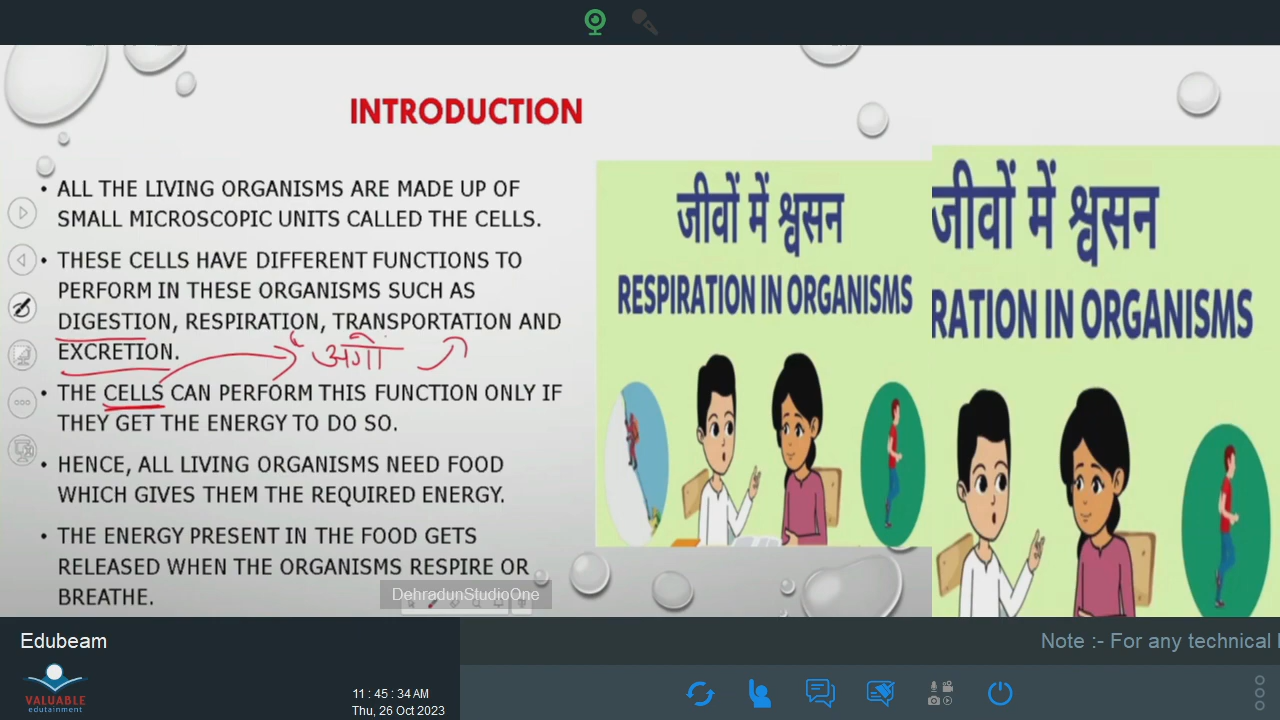 INTRODUCTION
• ALL THE LIVING ORGANISMS ARE MADE UP OF
SMALL MICROSCOPIC UNITS CALLED THE CELLS.
• THESE CELLS HAVE DIFFERENT FUNCTIONS TO
PERFORM IN THESE ORGANISMS SUCH AS
DIGESTION, RESPIRATION, TRANSPORTATION AND
EXCRETION.
• THE CELLS CAN PERFORM THIS FUNCTION ONLY IF
THEY GET THE ENERGY TO DO SO.
• HENCE, ALL LIVING ORGANISMS NEED FOOD
WHICH GIVES THEM THE REQUIRED ENERGY.
• THE ENERGY PRESENT IN THE FOOD GETS
RELEASED WHEN THE ORGANISMS RESPIRE OR
BREATHE.
जीवों में श्वसन
RESPIRATION IN ORGANISMS
जीवों में श्वसन
RATION IN ORGANISMS
DehradunStudioOne
Edubeam
VALUABLE
edutainment
11 : 45 : 34 AM
Thu, 26 Oct 2023
Note :- For any technical